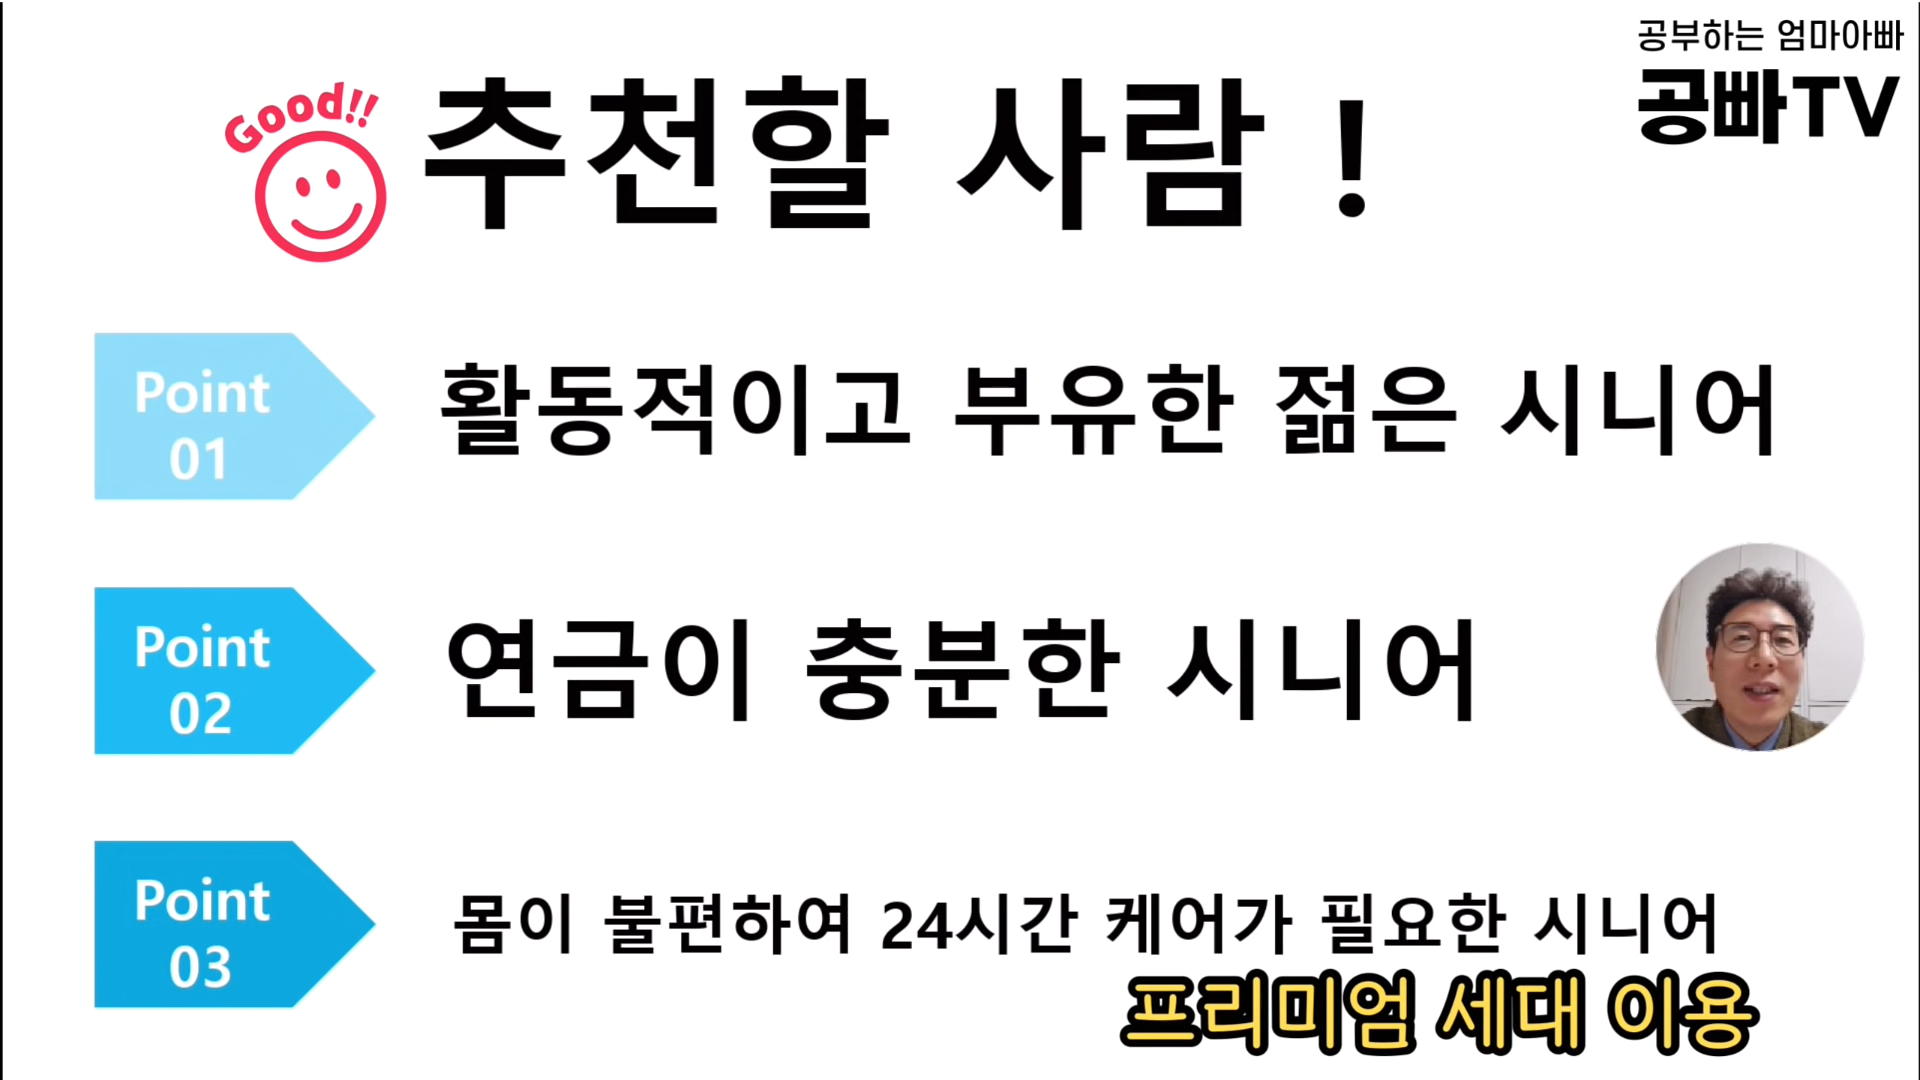 공부하는 엄마아빠
공빠TV
Good!!
추천할 사람 !
Point
01
활동적이고 부유한 젊은 시니어
Point
02
연금이 충분한 시니어
Point
03
몸이 불편하여 24시간 케어가 필요한 시니어
프리미엄 세대 이용